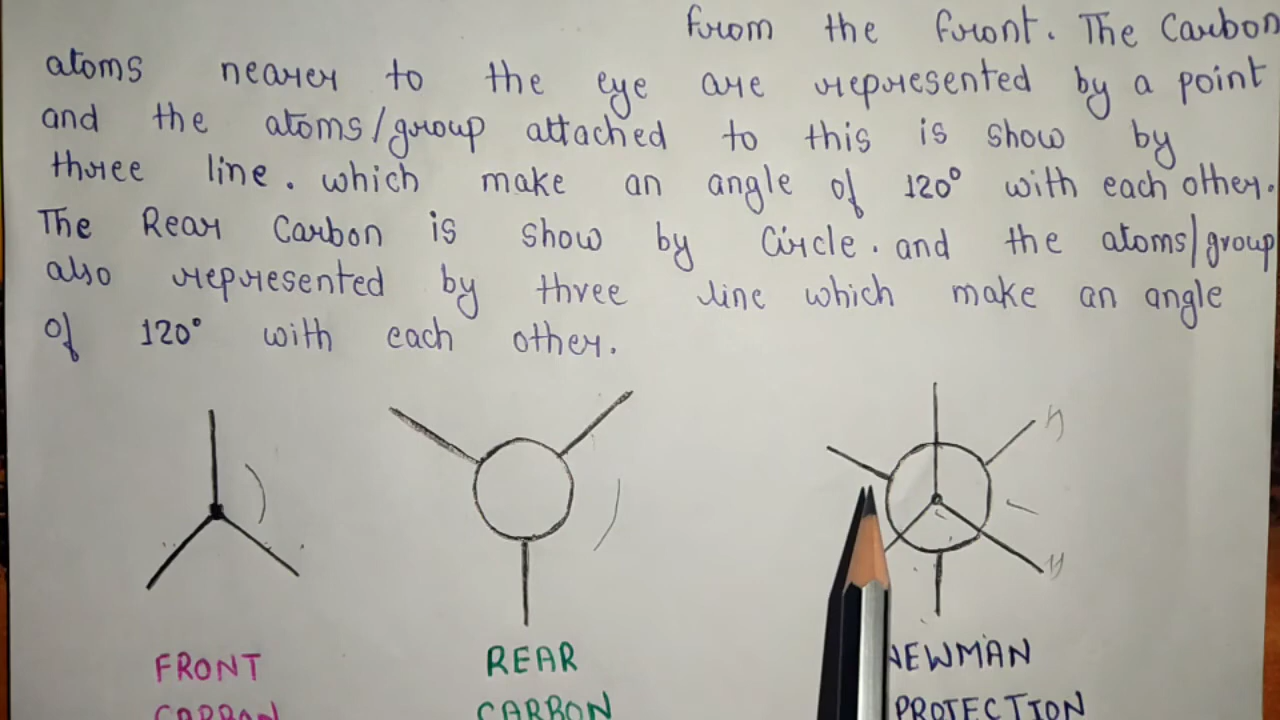 from the front. The Carbon
atoms nearer to the eye are represented by a point
and the atoms/group attached to this is show by
three line. which make an angle of 120° with each other.
The Rear Carbon is show by Circle. and the atoms/group
also represented by three line which make an angle
of 120° with each other.
H
H
FRONT
CARBON
REAR
CARBON
NEWMAN
PROJECTION